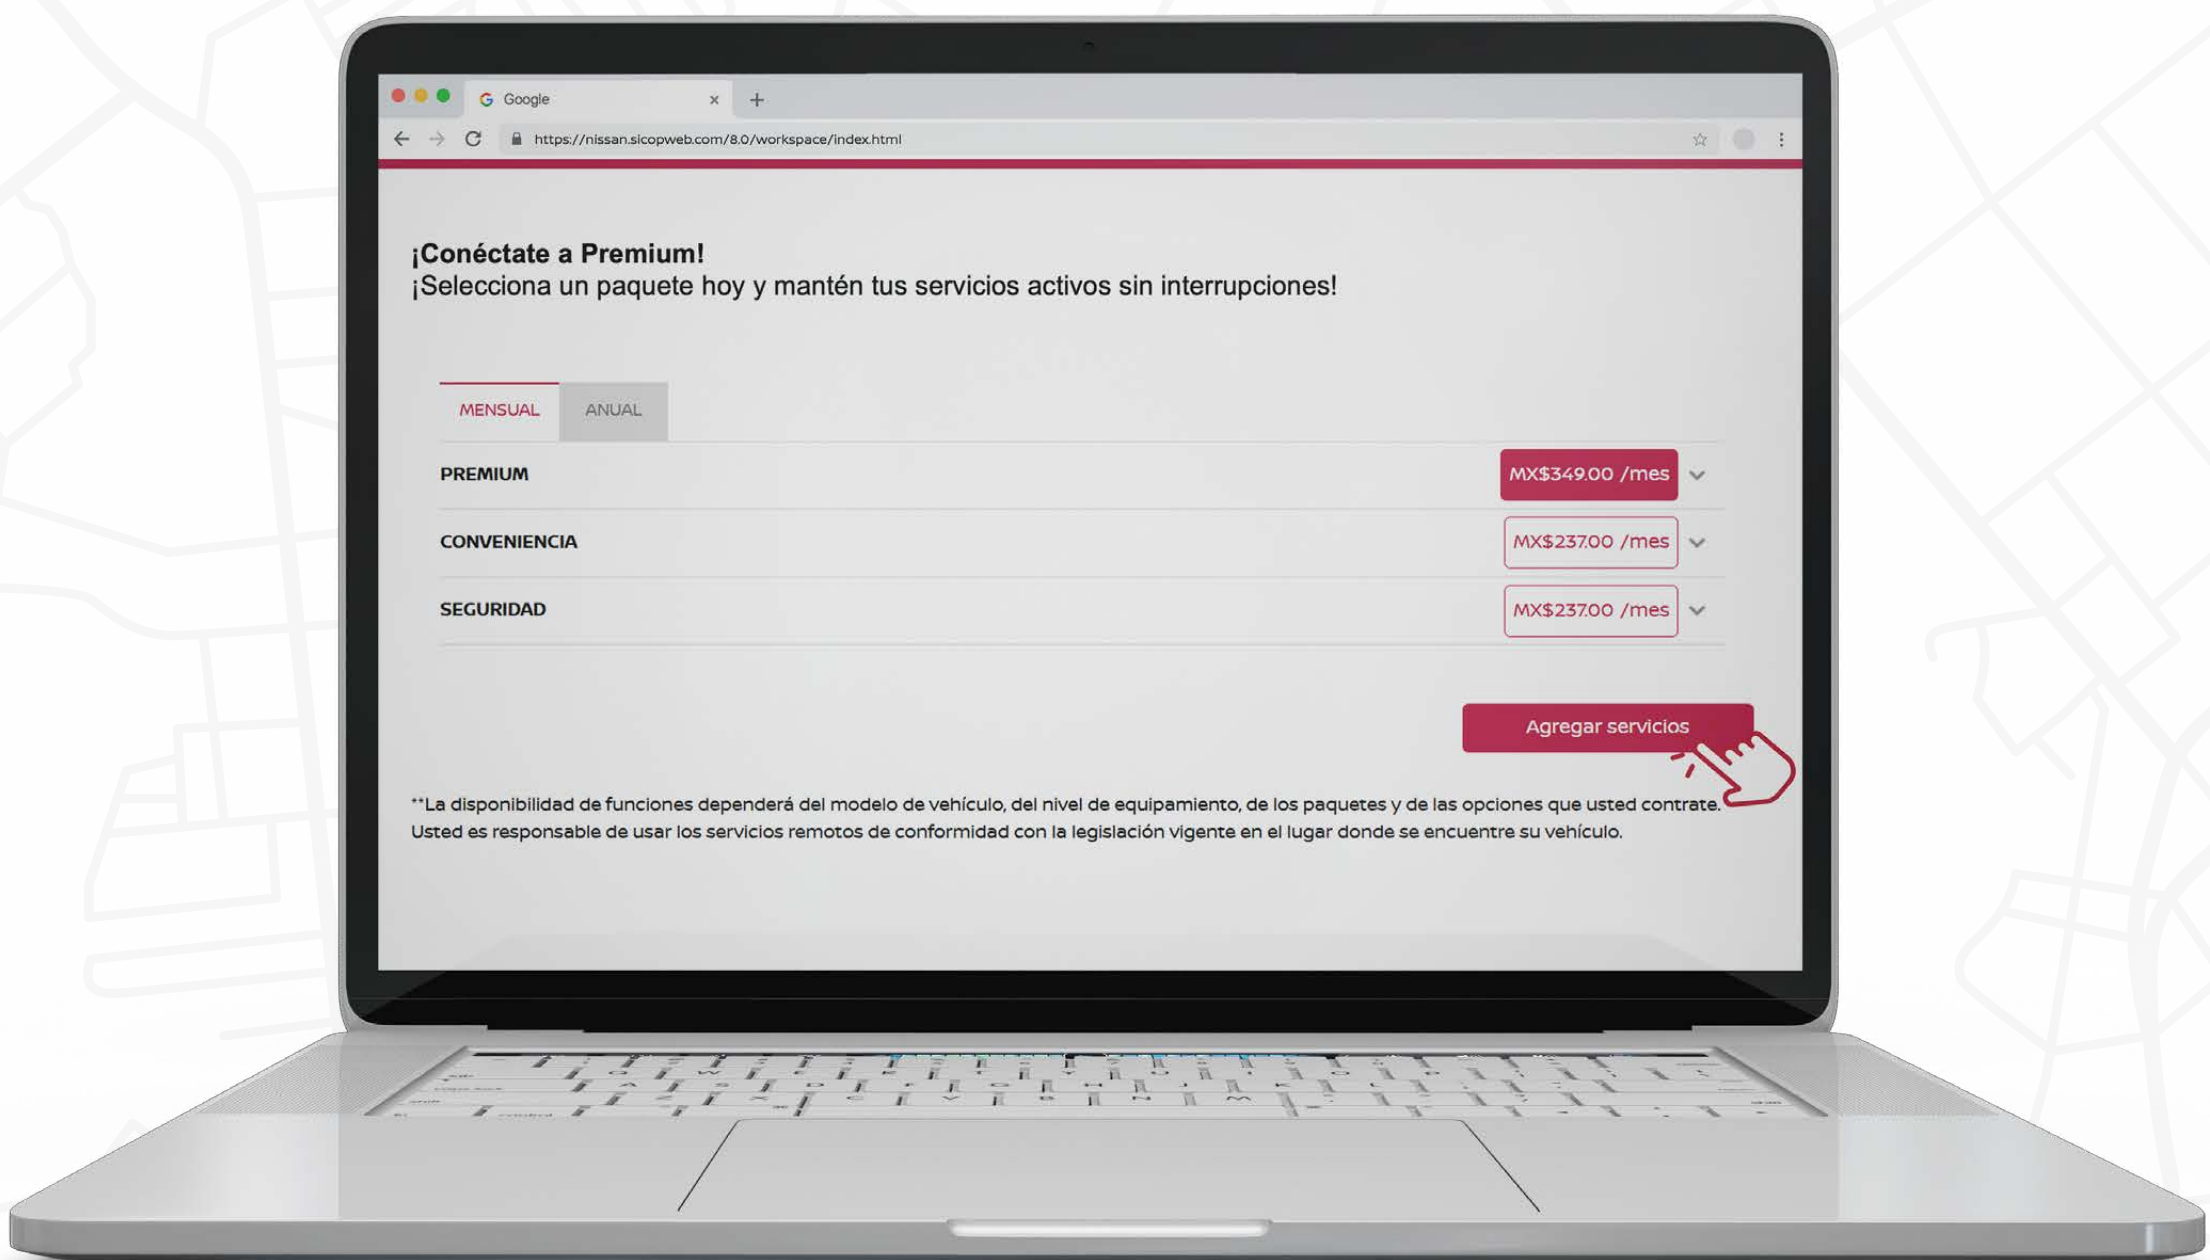 Google
https://nissan.sicopweb.com/8.0/workspace/index.html
¡Conéctate a Premium!
¡Selecciona un paquete hoy y mantén tus servicios activos sin interrupciones!
MENSUAL ANUAL
PREMIUM MX$349.00 /mes
CONVENIENCIA MX$237.00 /mes
SEGURIDAD MX$237.00 /mes
Agregar servicios
**La disponibilidad de funciones dependerá del modelo de vehículo, del nivel de equipamiento, de los paquetes y de las opciones que usted contrate.
Usted es responsable de usar los servicios remotos de conformidad con la legislación vigente en el lugar donde se encuentre su vehículo.